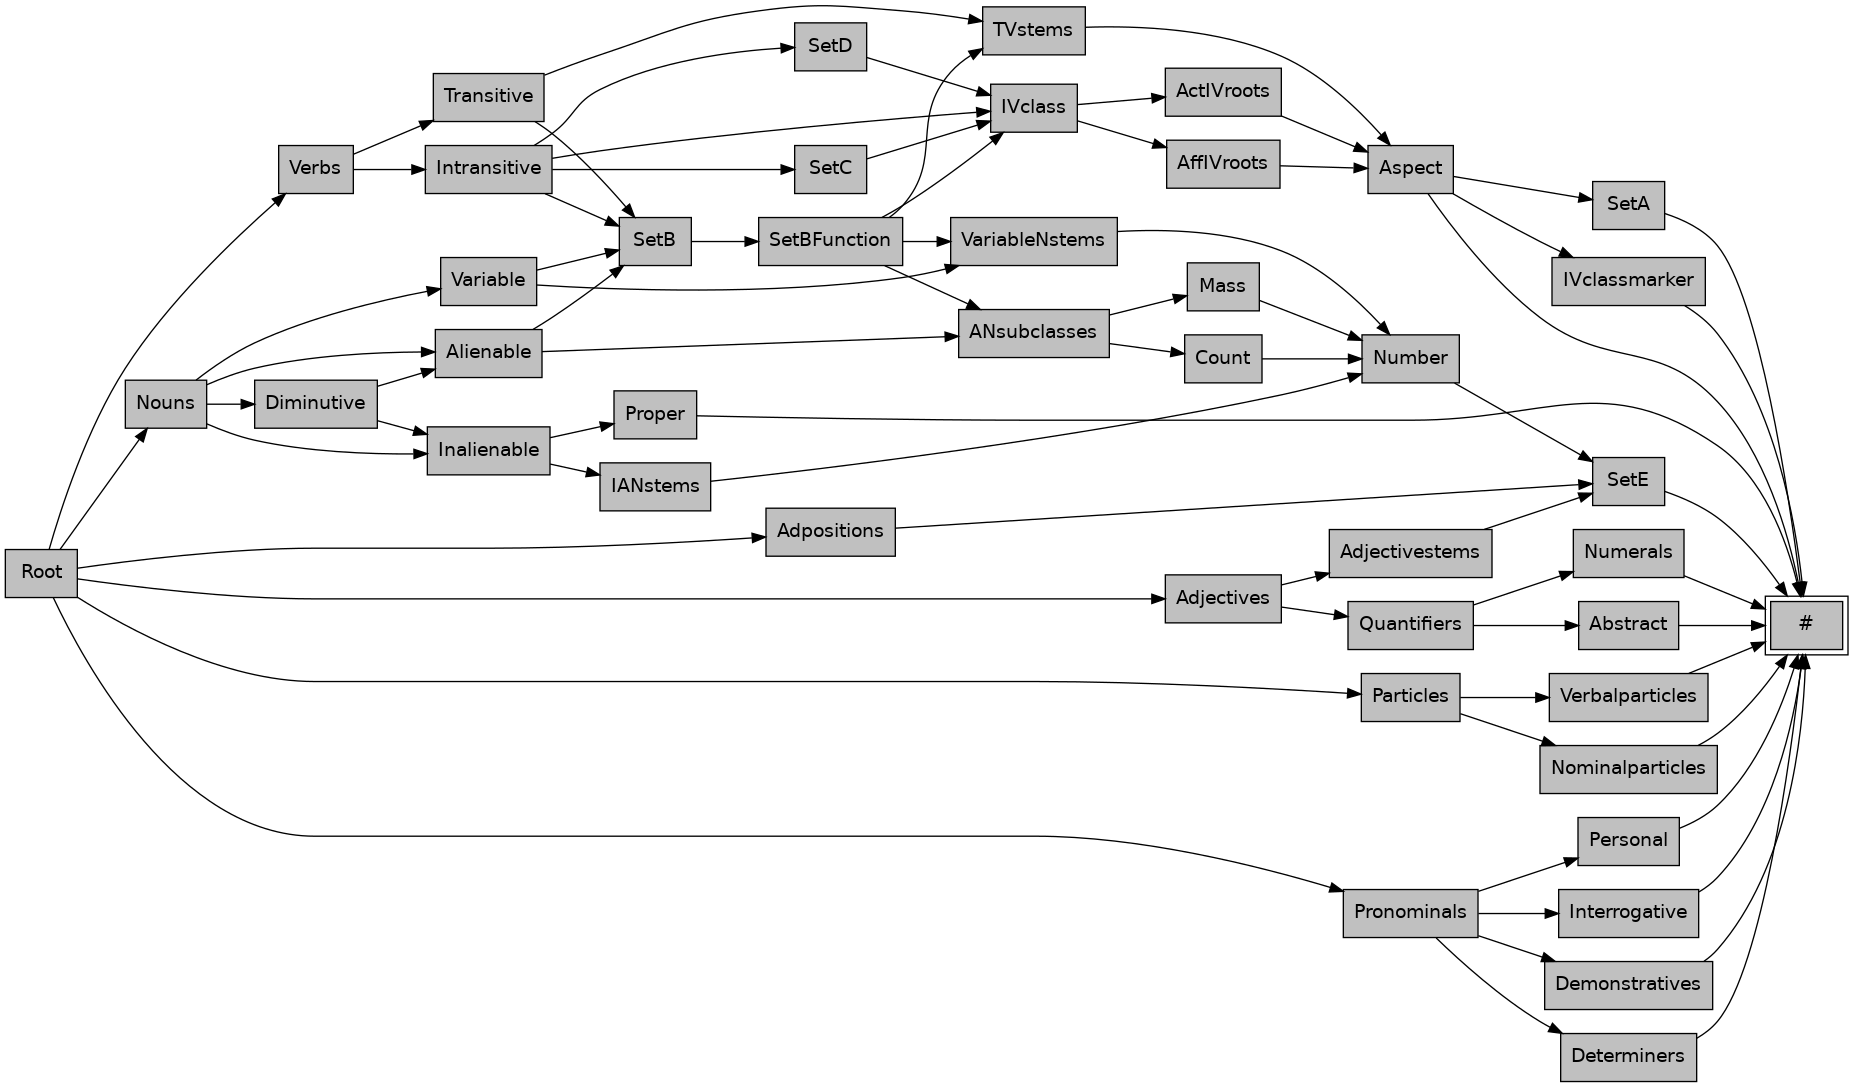 TVstems
SetD
Transitive
ActIVroots
IVclass
Verbs
Intransitive
SetC
AffIVroots
Aspect
SetA
SetB
SetBFunction
VariableNstems
Variable
Mass
IVclassmarker
Alienable
ANsubclasses
Count
Number
Nouns
Diminutive
Proper
Inalienable
IANstems
SetE
Adpositions
Adjectivestems
Numerals
Root
Adjectives
Quantifiers
Abstract
#
Particles
Verbalparticles
Nominalparticles
Personal
Pronominals
Interrogative
Demonstratives
Determiners